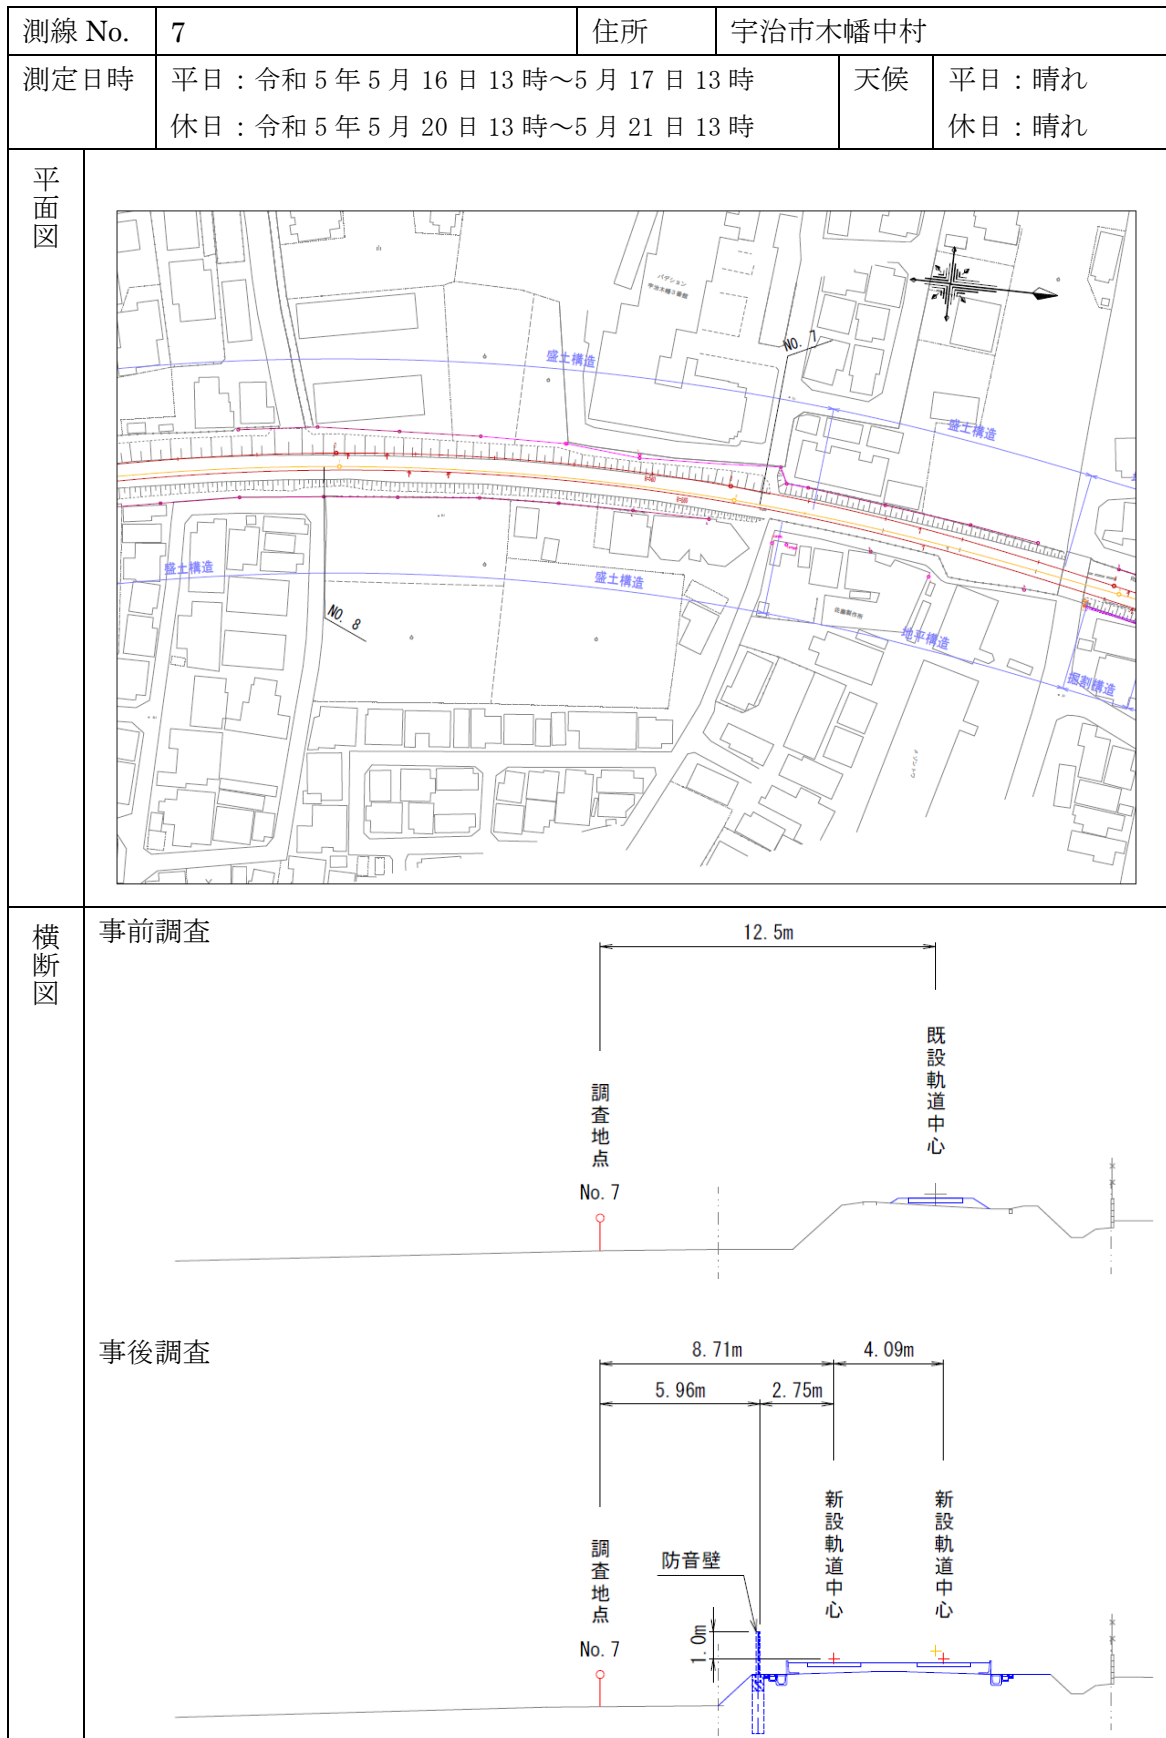 測線 No.
7
住所
宇治市木幡中村
測定日時
平日：令和 5 年 5 月 16 日 13 時～5 月 17 日 13 時
休日：令和 5 年 5 月 20 日 13 時～5 月 21 日 13 時
天候
平日：晴れ
休日：晴れ
平面図
盛土構造
NO. 7
盛土構造
盛土構造
盛土構造
NO. 8
地平構造
掘割構造
横断図
事前調査
12.5m
既設軌道中心
調査地点
No. 7
事後調査
8.71m
4.09m
5.96m
2.75m
新設軌道中心
新設軌道中心
調査地点
防音壁
1.0m
No. 7